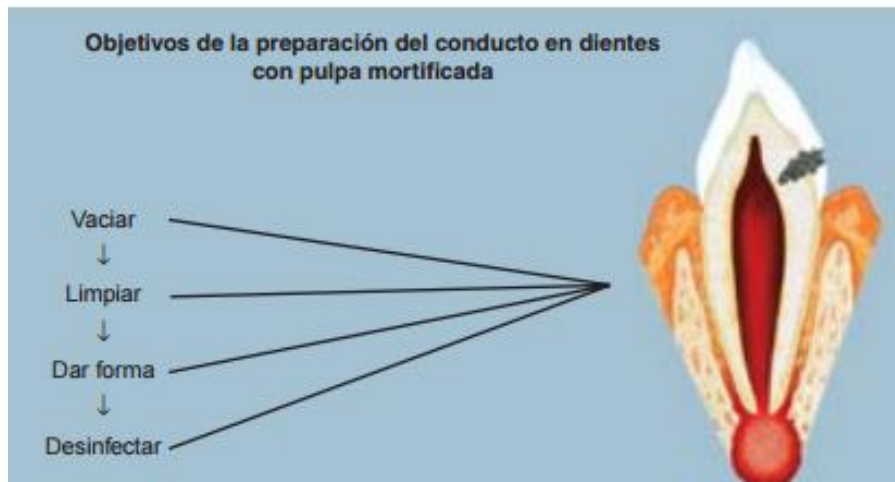 Objetivos de la preparación del conducto en dientes
con pulpa mortificada
Vaciar
↓
Limpiar
↓
Dar forma
↓
Desinfectar